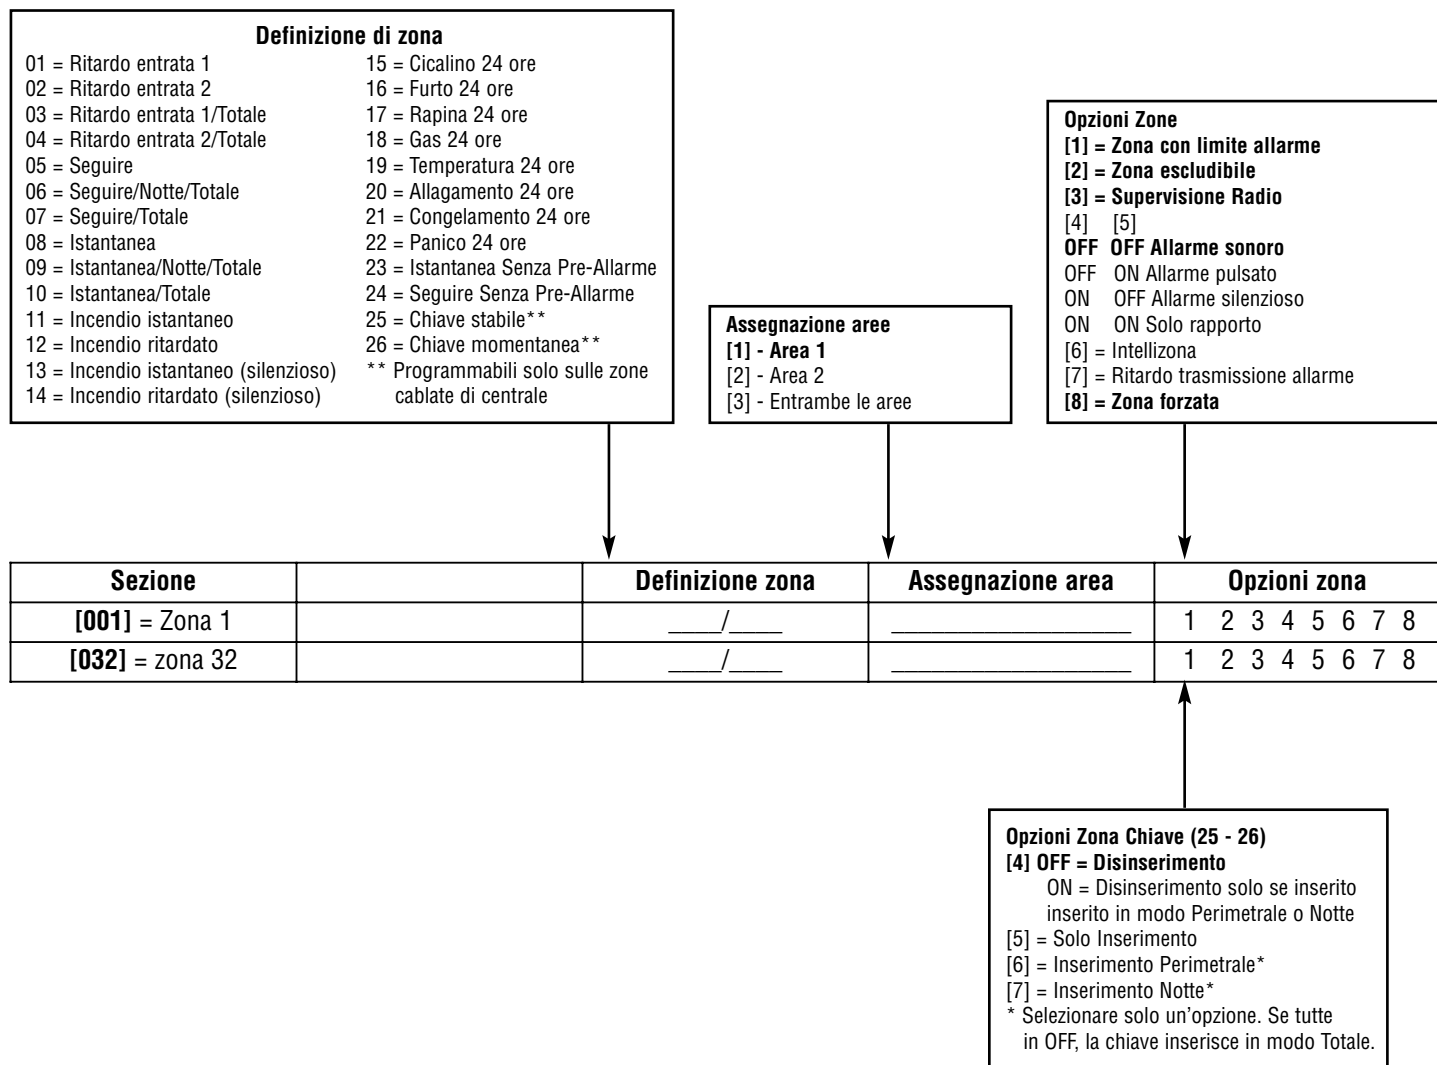 Definizione di zona
01 = Ritardo entrata 1
02 = Ritardo entrata 2
03 = Ritardo entrata 1/Totale
04 = Ritardo entrata 2/Totale
05 = Seguire
06 = Seguire/Notte/Totale
07 = Seguire/Totale
08 = Istantanea
09 = Istantanea/Notte/Totale
10 = Istantanea/Totale
11 = Incendio istantaneo
12 = Incendio ritardato
13 = Incendio istantaneo (silenzioso)
14 = Incendio ritardato (silenzioso)
15 = Cicalino 24 ore
16 = Furto 24 ore
17 = Rapina 24 ore
18 = Gas 24 ore
19 = Temperatura 24 ore
20 = Allagamento 24 ore
21 = Congelamento 24 ore
22 = Panico 24 ore
23 = Istantanea Senza Pre-Allarme
24 = Seguire Senza Pre-Allarme
25 = Chiave stabile**
26 = Chiave momentanea**
** Programmabili solo sulle zone
cablate di centrale
Assegnazione aree
[1] - Area 1
[2] - Area 2
[3] - Entrambe le aree
Opzioni Zone
[1] = Zona con limite allarme
[2] = Zona escludibile
[3] = Supervisione Radio
[4] [5]
OFF OFF Allarme sonoro
OFF ON Allarme pulsato
ON OFF Allarme silenzioso
ON ON Solo rapporto
[6] = Intellizona
[7] = Ritardo trasmissione allarme
[8] = Zona forzata
Sezione Definizione zona Assegnazione area Opzioni zona
[001] = Zona 1 ____/____ __________________ 1 2 3 4 5 6 7 8
[032] = zona 32 ____/____ __________________ 1 2 3 4 5 6 7 8
Opzioni Zona Chiave (25 - 26)
[4] OFF = Disinserimento
ON = Disinserimento solo se inserito
inserito in modo Perimetrale o Notte
[5] = Solo Inserimento
[6] = Inserimento Perimetrale*
[7] = Inserimento Notte*
* Selezionare solo un'opzione. Se tutte
in OFF, la chiave inserisce in modo Totale.